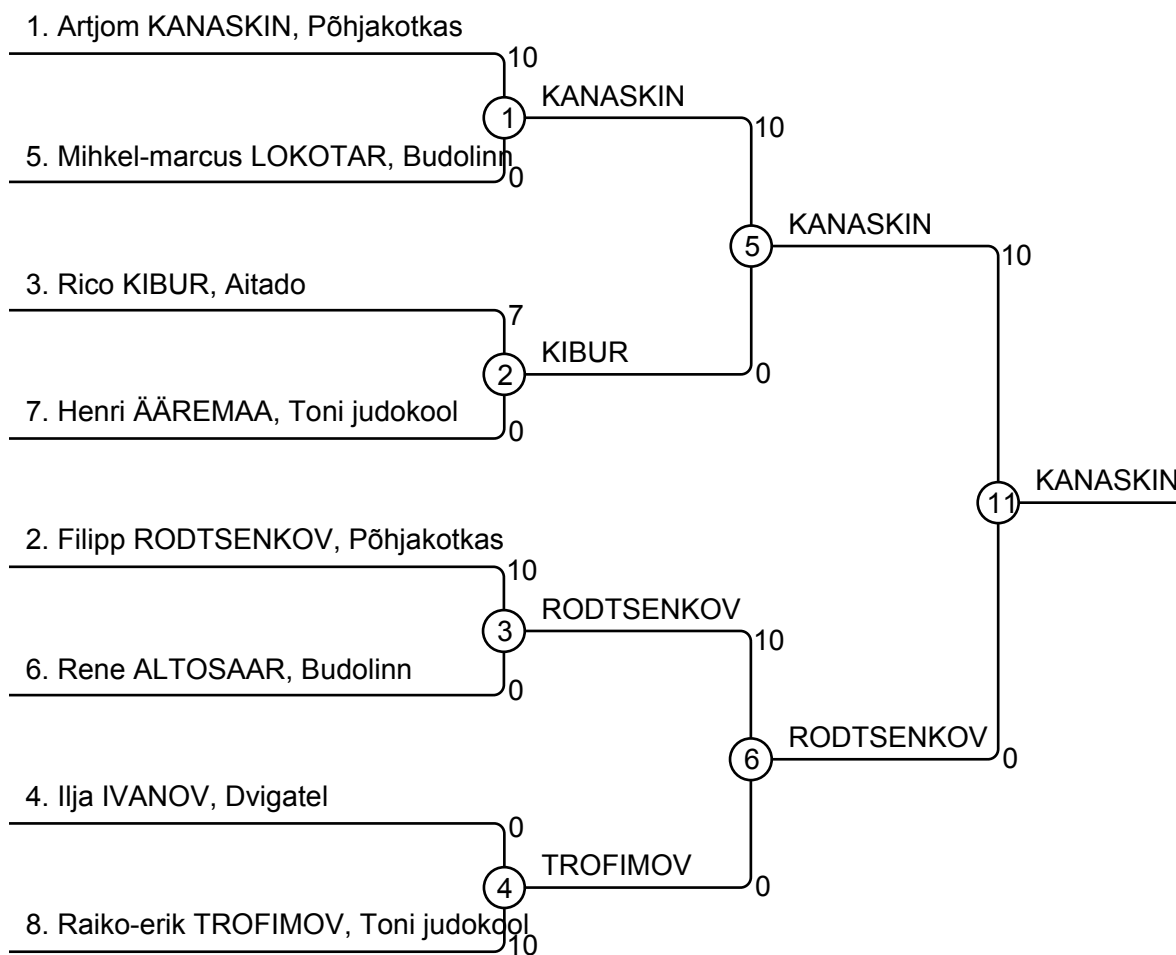 1. Artjom KANASKIN, Põhjakotkas
10
KANASKIN
1
10
5. Mihkel-marcus LOKOTAR, Budolinn
0
KANASKIN
5
10
3. Rico KIBUR, Aitado
7
KIBUR
2
0
7. Henri ÄÄREMAA, Toni judokool
0
KANASKIN
11
2. Filipp RODTSENKOV, Põhjakotkas
10
RODTSENKOV
3
10
6. Rene ALTOSAAR, Budolinn
0
RODTSENKOV
6
0
4. Ilja IVANOV, Dvigatel
0
TROFIMOV
4
0
8. Raiko-erik TROFIMOV, Toni judokool
10